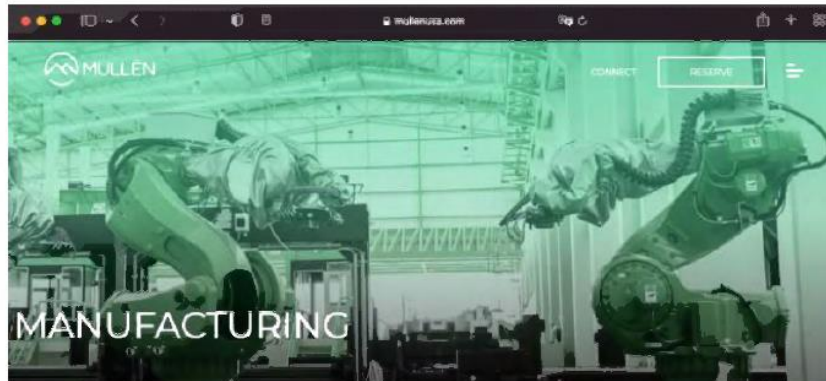 mullenusa.com
MULLEN
CONNECT
RESERVE
MANUFACTURING